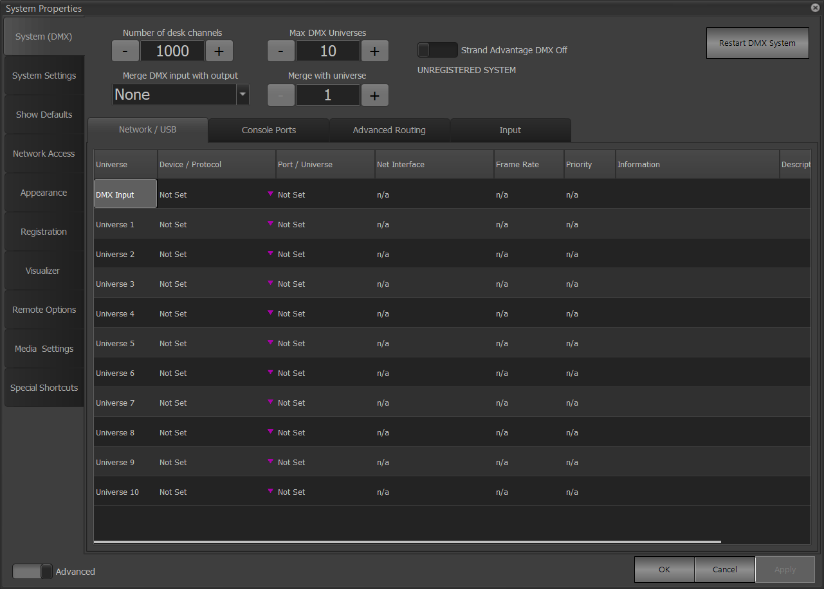 System Properties
System (DMX)
System Settings
Show Defaults
Network Access
Appearance
Registration
Visualizer
Remote Options
Media Settings
Special Shortcuts
Number of desk channels
- 1000 +
Max DMX Universes
- 10 +
Strand Advantage DMX Off
UNREGISTERED SYSTEM
Restart DMX System
Merge DMX input with output
None
Merge with universe
- 1 +
Network / USB Console Ports Advanced Routing Input
Universe Device / Protocol Port / Universe Net Interface Frame Rate Priority Information Descript
DMX Input Not Set Not Set n/a n/a n/a
Universe 1 Not Set Not Set n/a n/a n/a
Universe 2 Not Set Not Set n/a n/a n/a
Universe 3 Not Set Not Set n/a n/a n/a
Universe 4 Not Set Not Set n/a n/a n/a
Universe 5 Not Set Not Set n/a n/a n/a
Universe 6 Not Set Not Set n/a n/a n/a
Universe 7 Not Set Not Set n/a n/a n/a
Universe 8 Not Set Not Set n/a n/a n/a
Universe 9 Not Set Not Set n/a n/a n/a
Universe 10 Not Set Not Set n/a n/a n/a
Advanced
OK Cancel Apply